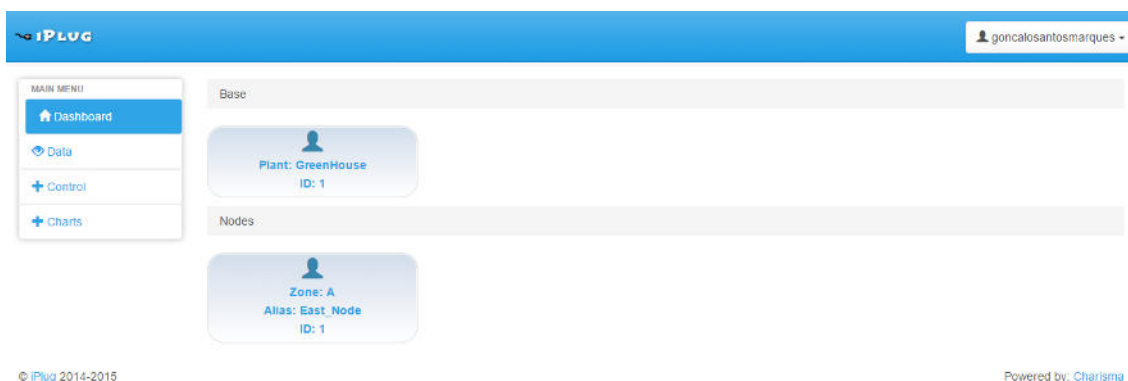 iPLUG
goncalosantosmarques
MAIN MENU
Dashboard
Data
Control
Charts
Base
Plant: GreenHouse
ID: 1
Nodes
Zone: A
Alias: East_Node
ID: 1
© iPlug 2014-2015
Powered by: Charisma